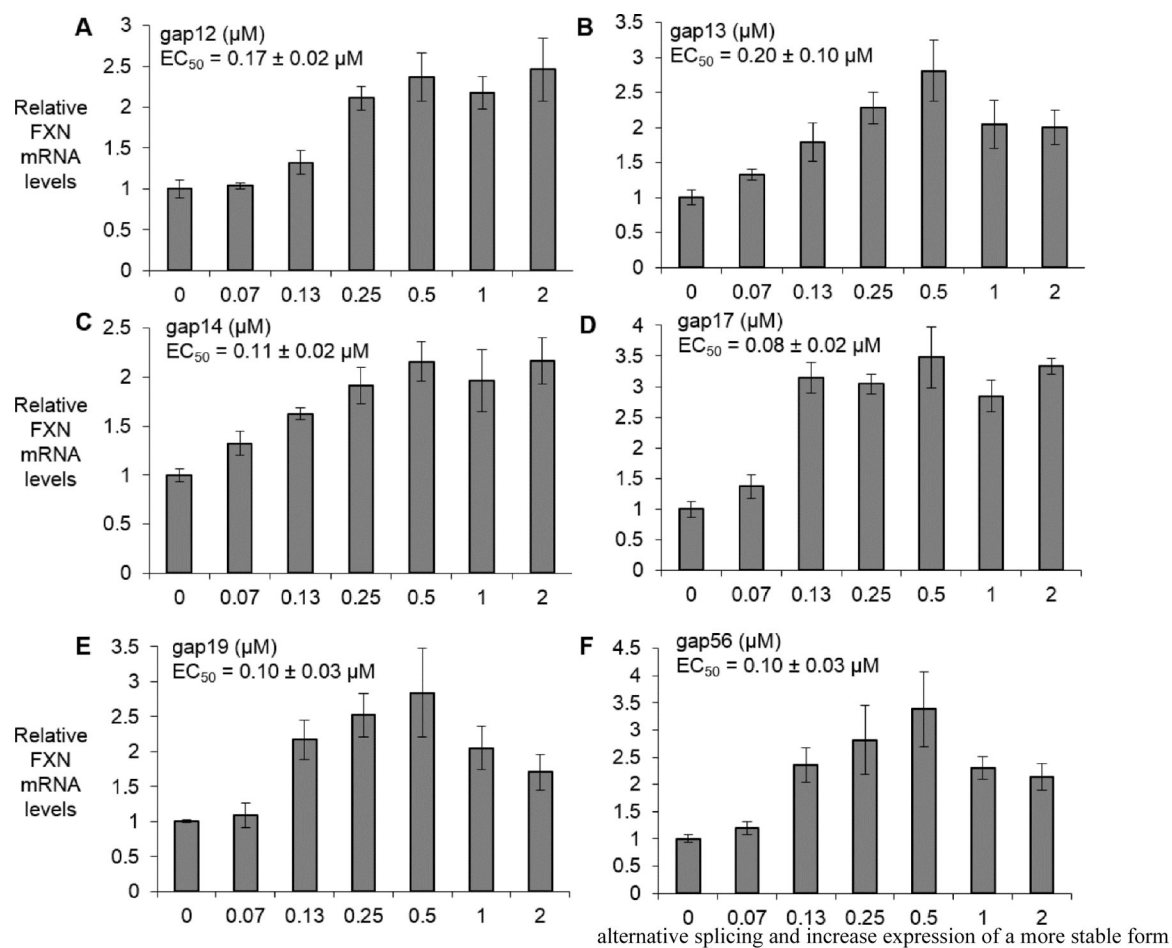 A
gap12 (µM)
EC50 = 0.17 ± 0.02 µM
Relative
FXN
mRNA
levels
3
2.5
2
1.5
1
0.5
0
0 0.07 0.13 0.25 0.5 1 2
B
gap13 (µM)
EC50 = 0.20 ± 0.10 µM
3.5
3
2.5
2
1.5
1
0.5
0
0 0.07 0.13 0.25 0.5 1 2
C
gap14 (µM)
EC50 = 0.11 ± 0.02 µM
Relative
FXN
mRNA
levels
2.5
2
1.5
1
0.5
0
0 0.07 0.13 0.25 0.5 1 2
D
gap17 (µM)
EC50 = 0.08 ± 0.02 µM
4
3.5
3
2.5
2
1.5
1
0.5
0
0 0.07 0.13 0.25 0.5 1 2
E
gap19 (µM)
EC50 = 0.10 ± 0.03 µM
Relative
FXN
mRNA
levels
3.5
3
2.5
2
1.5
1
0.5
0
0 0.07 0.13 0.25 0.5 1 2
F
gap56 (µM)
EC50 = 0.10 ± 0.03 µM
4.5
4
3.5
3
2.5
2
1.5
1
0.5
0
0 0.07 0.13 0.25 0.5 1 2
alternative splicing and increase expression of a more stable form